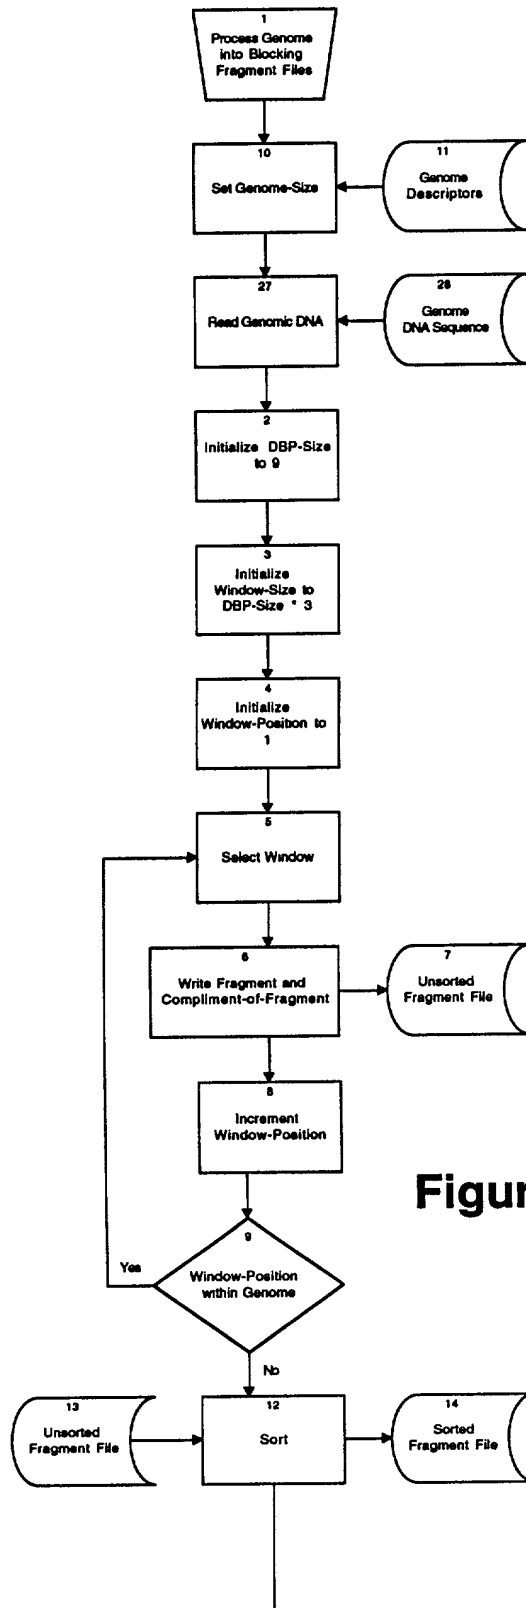 1
Process Genome
into Blocking
Fragment Files
10
Set Genome-Size
11
Genome
Descriptors
27
Read Genomic DNA
28
Genome
DNA Sequence
2
Initialize DBP-Size
to 9
3
Initialize
Window-Size to
DBP-Size * 3
4
Initialize
Window-Position to
1
5
Select Window
6
Write Fragment and
Compliment-of-Fragment
7
Unsorted
Fragment File
8
Increment
Window-Position
Figur
9
Window-Position
within Genome
Yes
No
13
Unsorted
Fragment File
12
Sort
14
Sorted
Fragment File